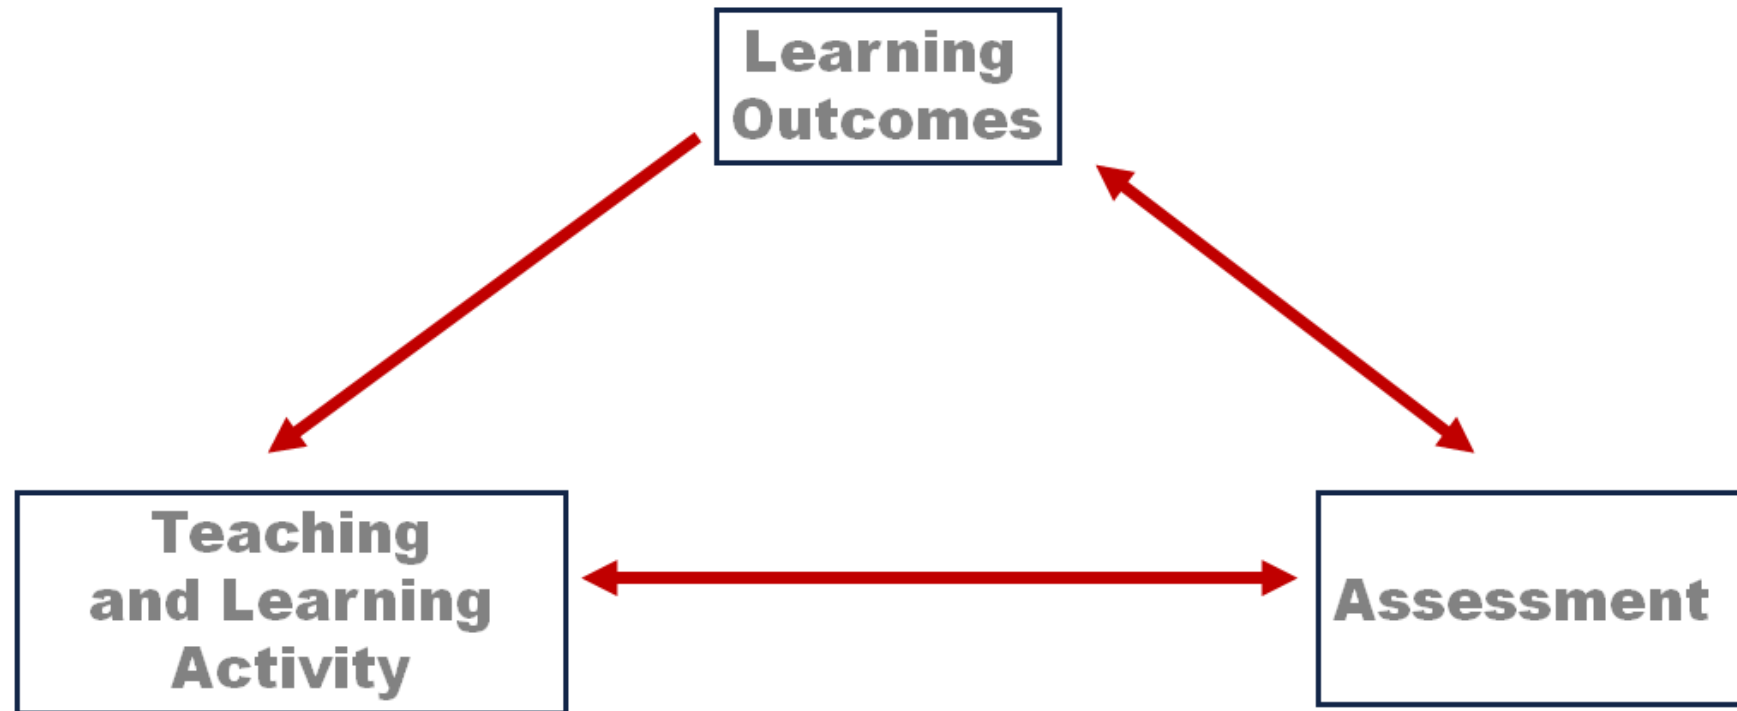 Learning
Outcomes
Teaching
and Learning
Activity
Assessment